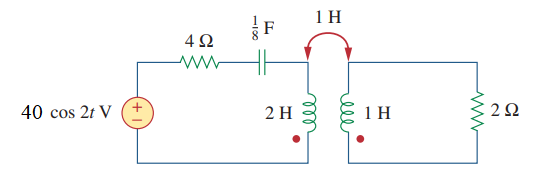 1 H
1/8 F
4 Ω
40 cos 2t V
+
−
2 H
1 H
2 Ω